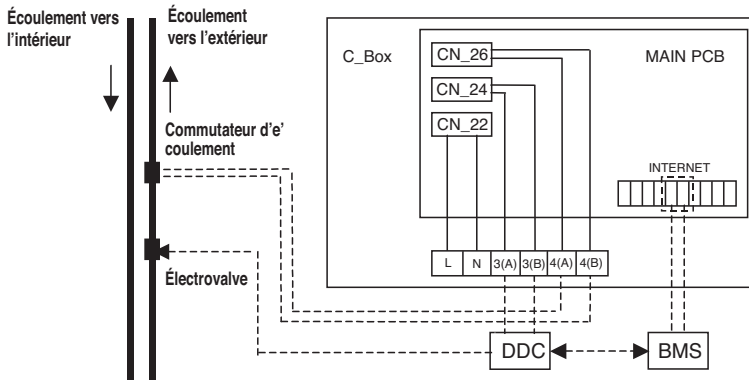 Écoulement vers
l'intérieur
Écoulement
vers l'extérieur
Commutateur d'e'
coulement
Électrovalve
C_Box
MAIN PCB
CN_26
CN_24
CN_22
INTERNET
L N 3(A) 3(B) 4(A) 4(B)
DDC
BMS